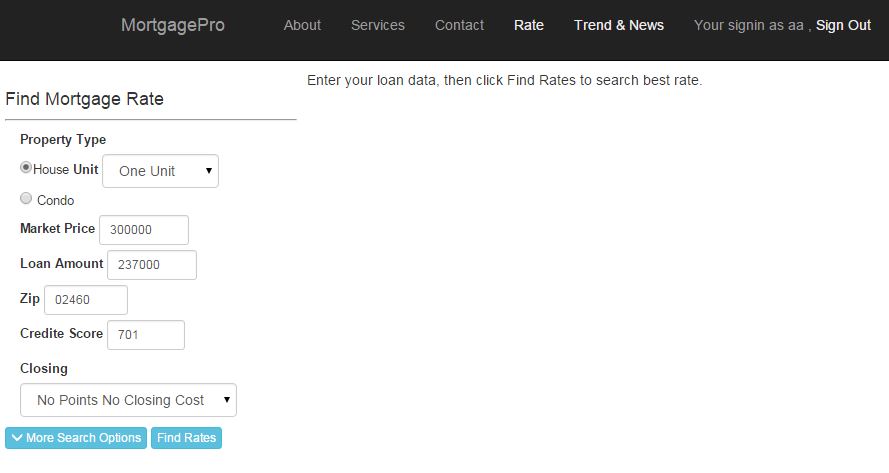 MortgagePro About Services Contact Rate Trend & News Your signin as aa , Sign Out
Enter your loan data, then click Find Rates to search best rate.
Find Mortgage Rate
Property Type
House Unit One Unit
Condo
Market Price 300000
Loan Amount 237000
Zip 02460
Credite Score 701
Closing
No Points No Closing Cost
More Search Options Find Rates